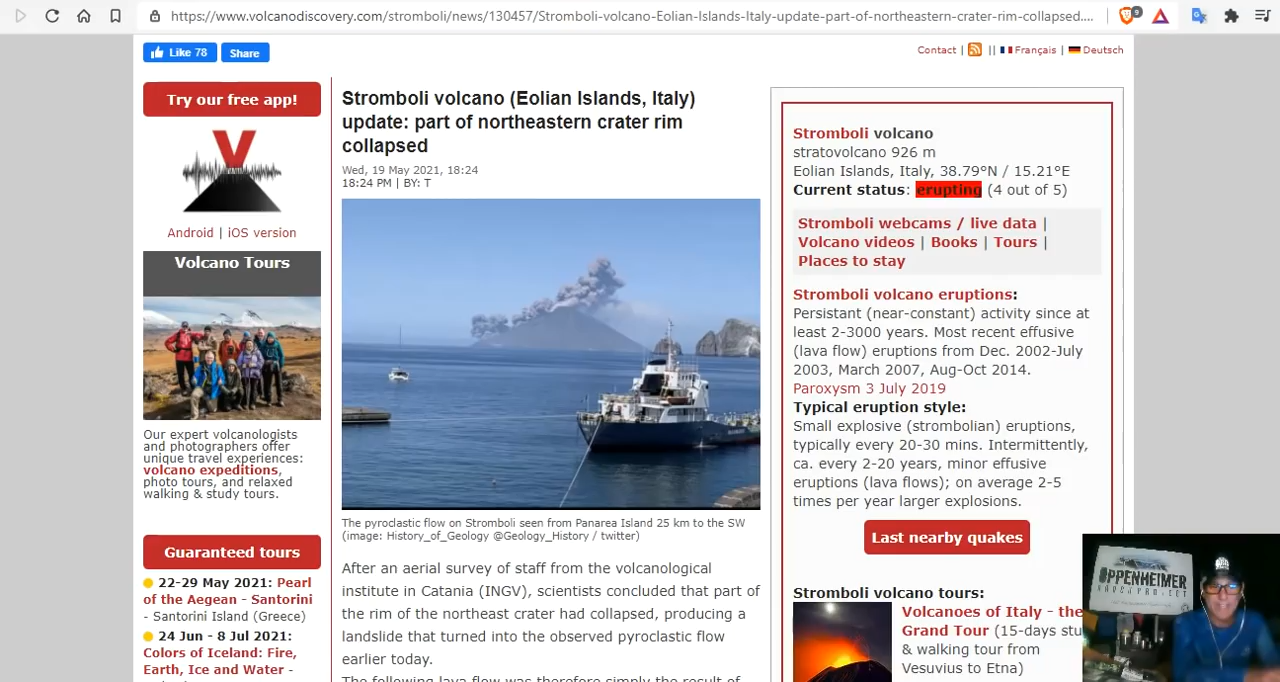 https://www.volcanodiscovery.com/stromboli/news/130457/Stromboli-volcano-Eolian-Islands-Italy-update-part-of-northeastern-crater-rim-collapsed....
9
Like 78
Share
Contact | || Français | Deutsch
Try our free app!
Android | iOS version
Volcano Tours
Our expert volcanologists
and photographers offer
unique travel experiences:
volcano expeditions,
photo tours, and relaxed
walking & study tours.
Guaranteed tours
22-29 May 2021: Pearl
of the Aegean - Santorini
- Santorini Island (Greece)
24 Jun - 8 Jul 2021:
Colors of Iceland: Fire,
Earth, Ice and Water -
Stromboli volcano (Eolian Islands, Italy)
update: part of northeastern crater rim
collapsed
Wed, 19 May 2021, 18:24
18:24 PM | BY: T
The pyroclastic flow on Stromboli seen from Panarea Island 25 km to the SW
(image: History_of_Geology @Geology_History / twitter)
After an aerial survey of staff from the volcanological
institute in Catania (INGV), scientists concluded that part of
the rim of the northeast crater had collapsed, producing a
landslide that turned into the observed pyroclastic flow
earlier today.
The following lava flow was therefore simply the result of
Stromboli volcano
stratovolcano 926 m
Eolian Islands, Italy, 38.79°N / 15.21°E
Current status: erupting (4 out of 5)
Stromboli webcams / live data |
Volcano videos | Books | Tours |
Places to stay
Stromboli volcano eruptions:
Persistant (near-constant) activity since at
least 2-3000 years. Most recent effusive
(lava flow) eruptions from Dec. 2002-July
2003, March 2007, Aug-Oct 2014.
Paroxysm 3 July 2019
Typical eruption style:
Small explosive (strombolian) eruptions,
typically every 20-30 mins. Intermittently,
ca. every 2-20 years, minor effusive
eruptions (lava flows); on average 2-5
times per year larger explosions.
Last nearby quakes
Stromboli volcano tours:
Volcanoes of Italy - the
Grand Tour (15-days stu
& walking tour from
Vesuvius to Etna)
OPPENHEIMER
PROJECT